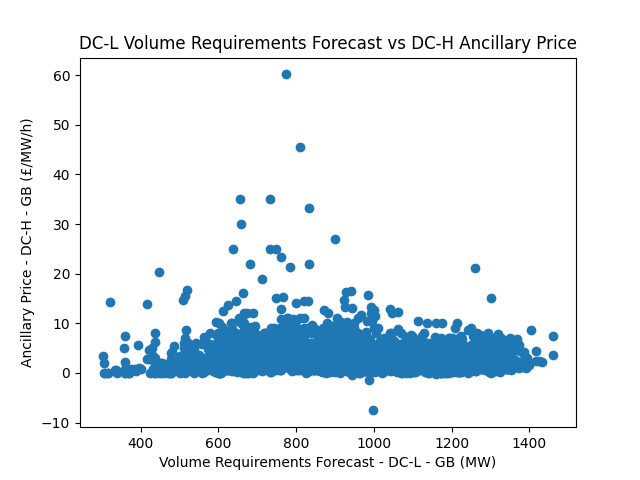 DC-L Volume Requirements Forecast vs DC-H Ancillary Price
Ancillary Price - DC-H - GB (£/MW/h)
60
50
40
30
20
10
0
−10
400 600 800 1000 1200 1400
Volume Requirements Forecast - DC-L - GB (MW)